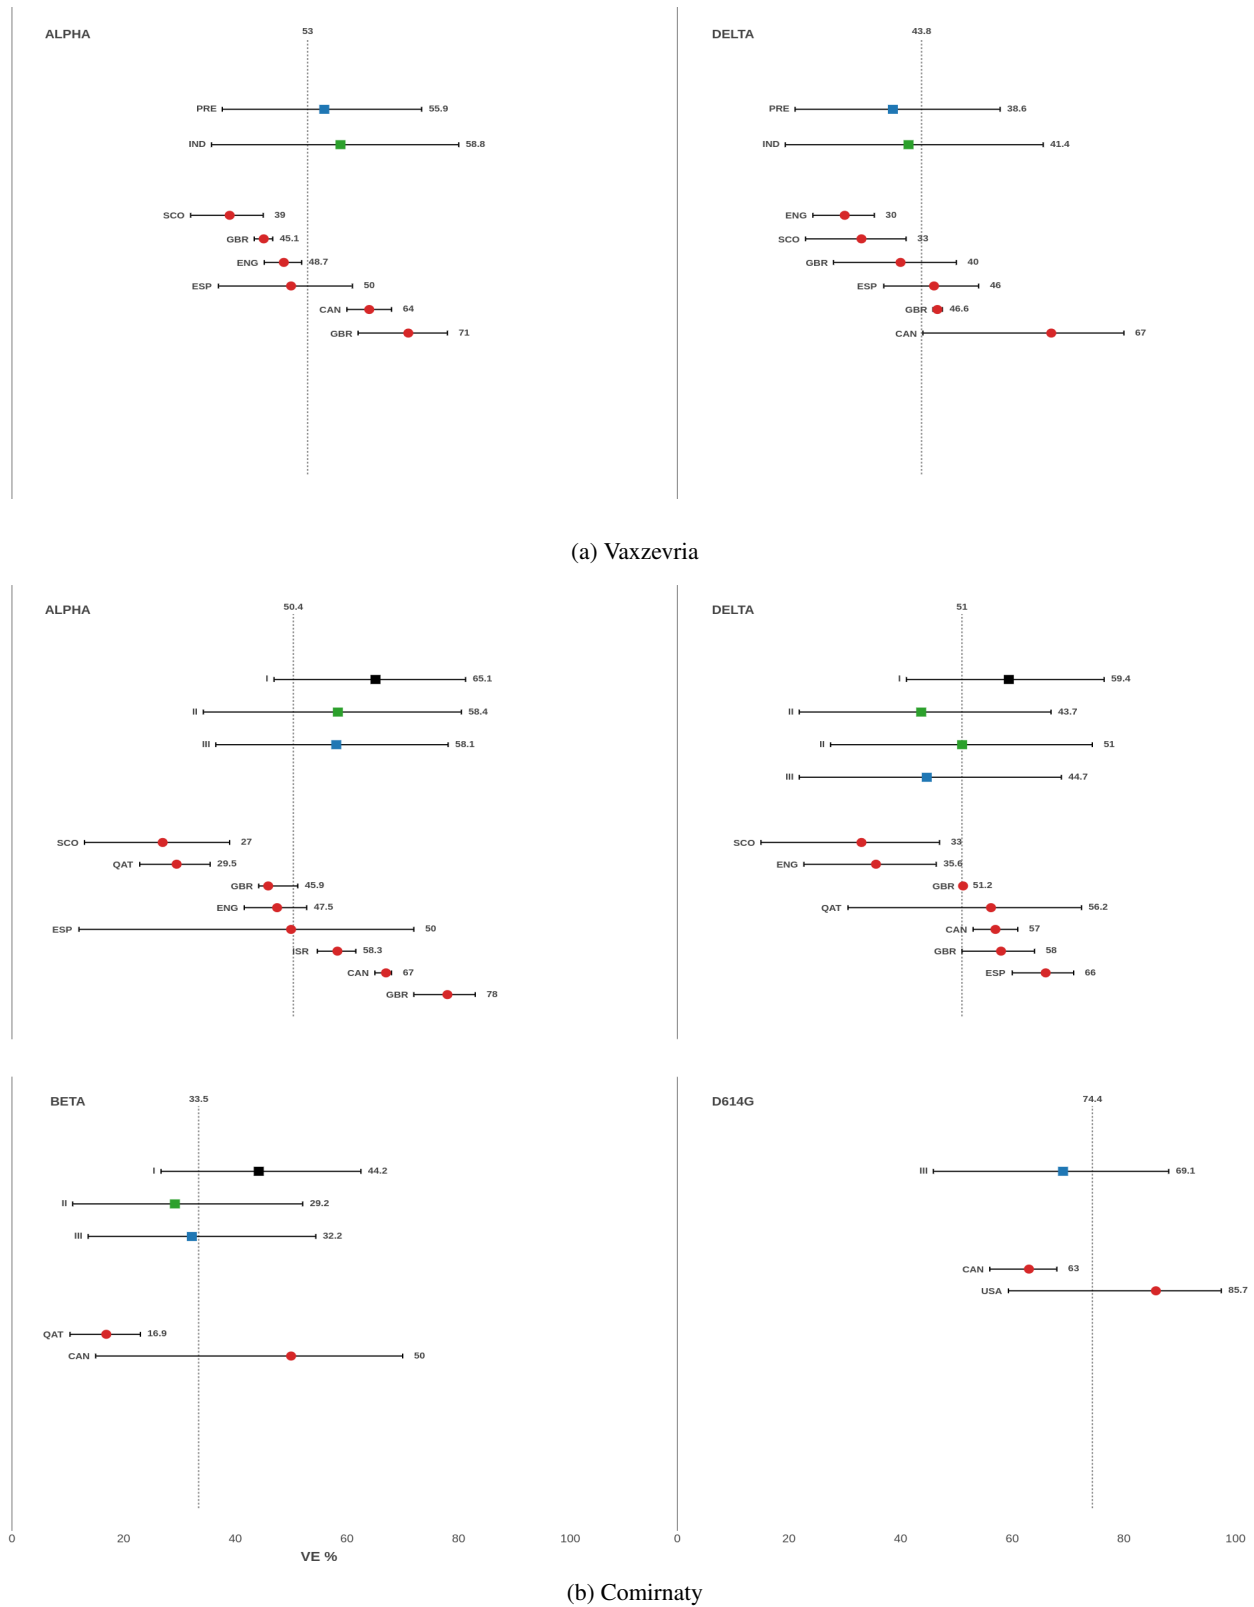 ALPHA
53
PRE 55.9
IND 58.8
SCO 39
GBR 45.1
ENG 48.7
ESP 50
CAN 64
GBR 71
DELTA
43.8
PRE 38.6
IND 41.4
ENG 30
SCO 33
GBR 40
ESP 46
GBR 46.6
CAN 67
(a) Vaxzevria
ALPHA
50.4
I 65.1
II 58.4
III 58.1
SCO 27
QAT 29.5
GBR 45.9
ENG 47.5
ESP 50
ISR 58.3
CAN 67
GBR 78
DELTA
51
I 59.4
II 43.7
II 51
III 44.7
SCO 33
ENG 35.6
GBR 51.2
QAT 56.2
CAN 57
GBR 58
ESP 66
BETA
33.5
I 44.2
II 29.2
III 32.2
QAT 16.9
CAN 50
0 20 40 60 80 100
VE %
D614G
74.4
III 69.1
CAN 63
USA 85.7
0 20 40 60 80 100
(b) Comirnaty